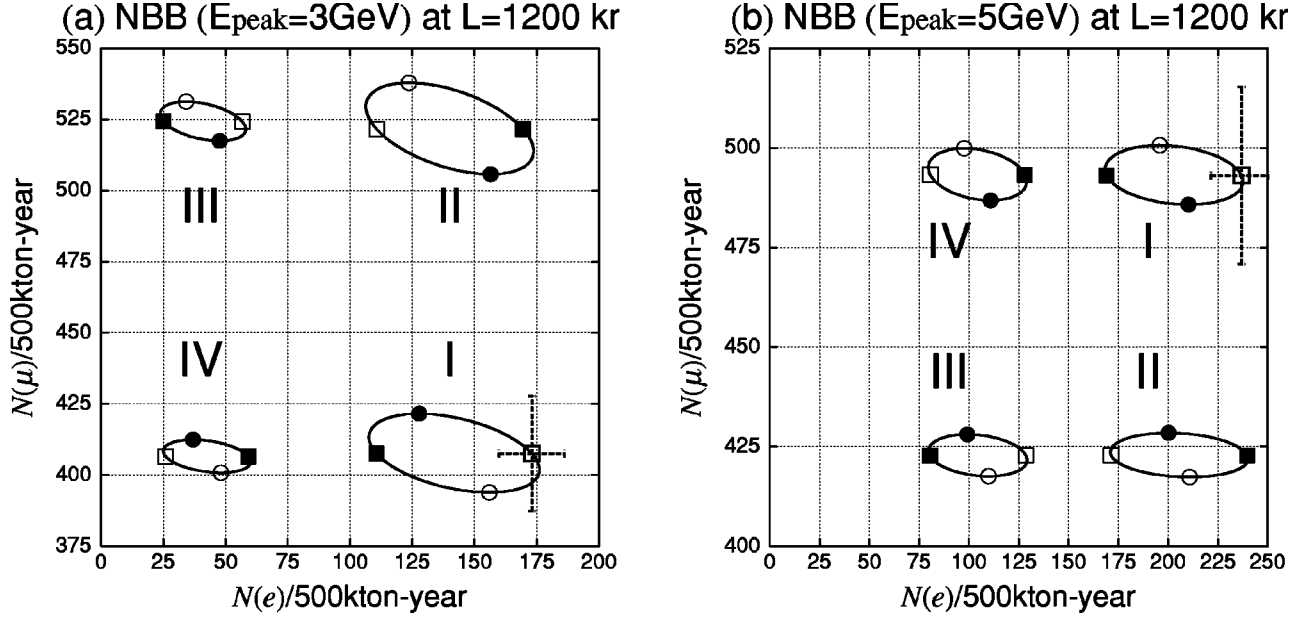 (a) NBB (Epeak=3GeV) at L=1200 kr
550
525
500
475
450
425
400
375
0 25 50 75 100 125 150 175 200
N(μ)/500kton-year
N(e)/500kton-year
III
II
IV
I
(b) NBB (Epeak=5GeV) at L=1200 kr
525
500
475
450
425
400
0 25 50 75 100 125 150 175 200 225 250
N(μ)/500kton-year
N(e)/500kton-year
IV
I
III
II